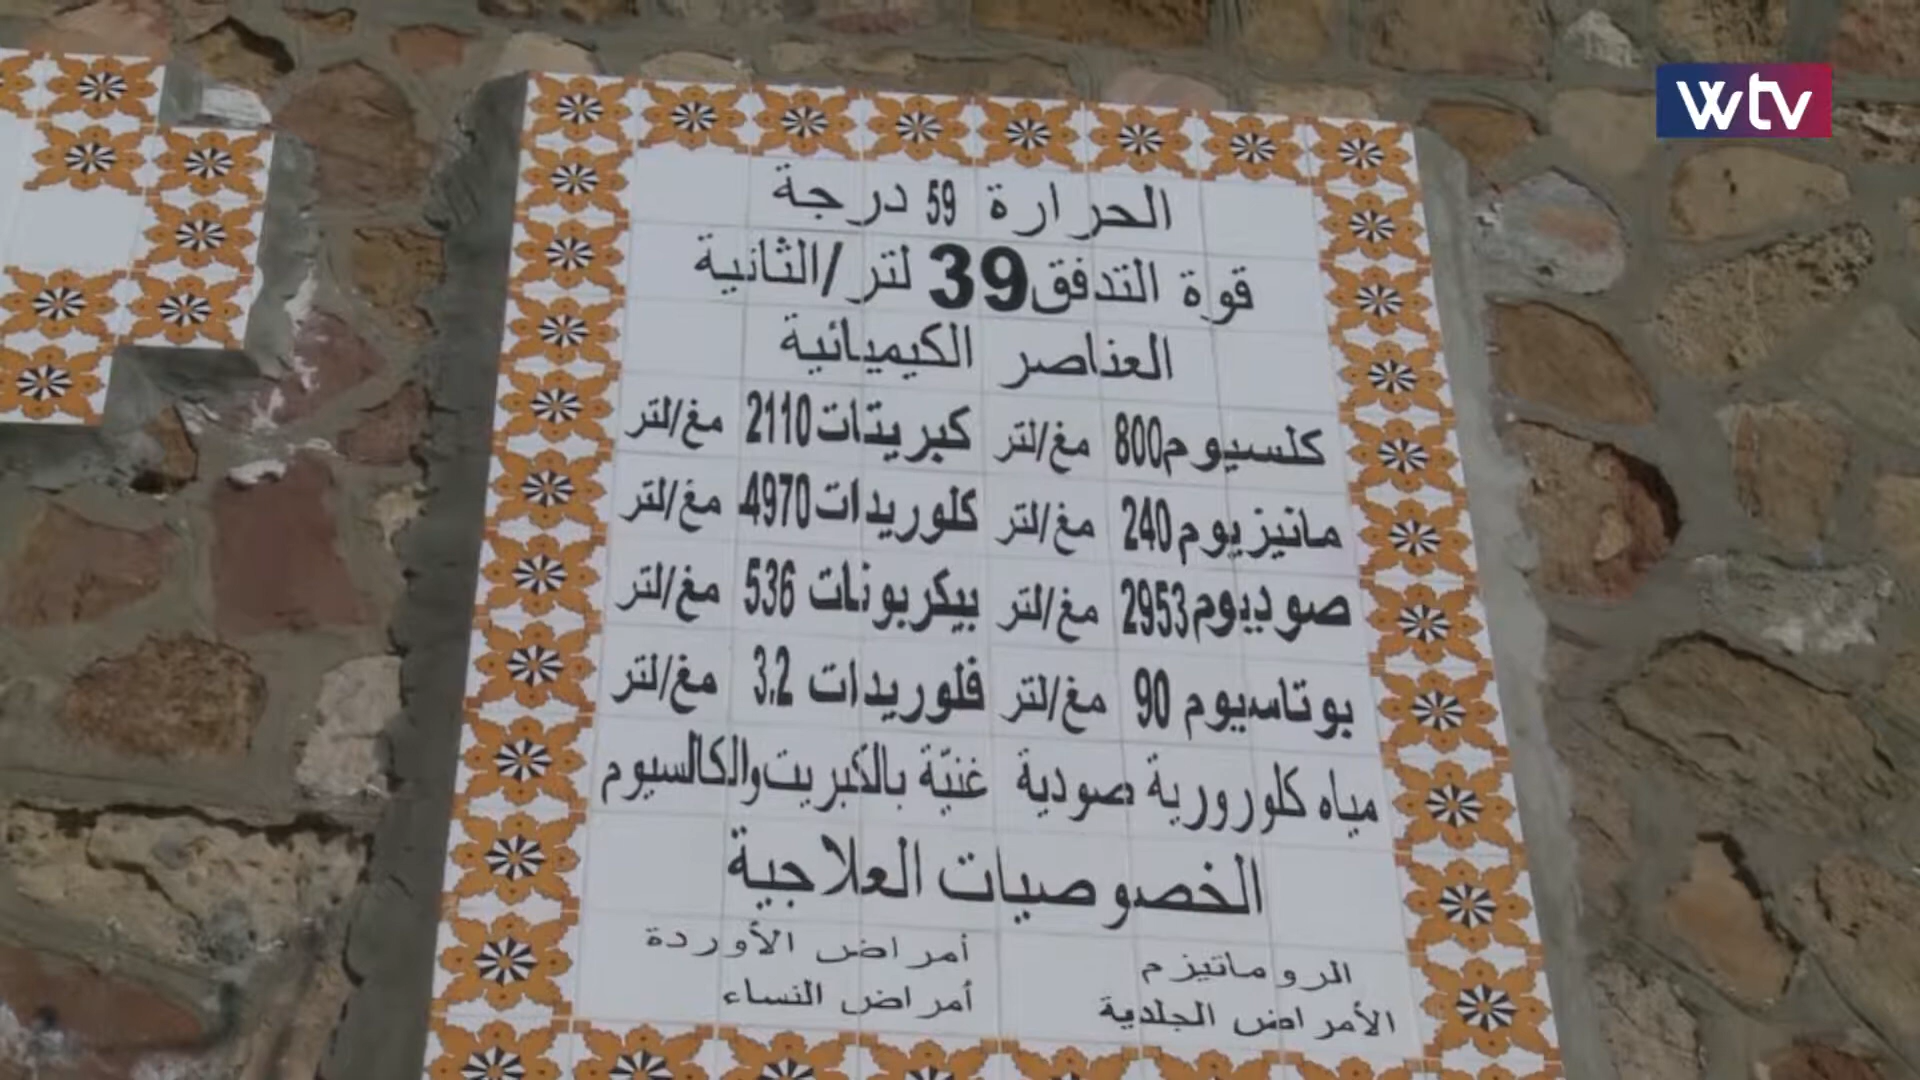 wtv
الحرارة 59 درجة
قوة التدفق 39 لتر/الثانية
العناصر الكيميائية
كلسيوم 800 مغ/لتر كبريتات 2110 مغ/لتر
مانيزيوم 240 مغ/لتر كلوريدات 4970 مغ/لتر
صوديوم 2953 مغ/لتر بيكربونات 536 مغ/لتر
بوتاسيوم 90 مغ/لتر فلوريدات 3.2 مغ/لتر
مياه كلورورية صودية غنيّة بالكبريت والكالسيوم
الخصوصيات العلاجية
الروماتيزم أمراض الأوردة
الأمراض الجلدية أمراض النساء